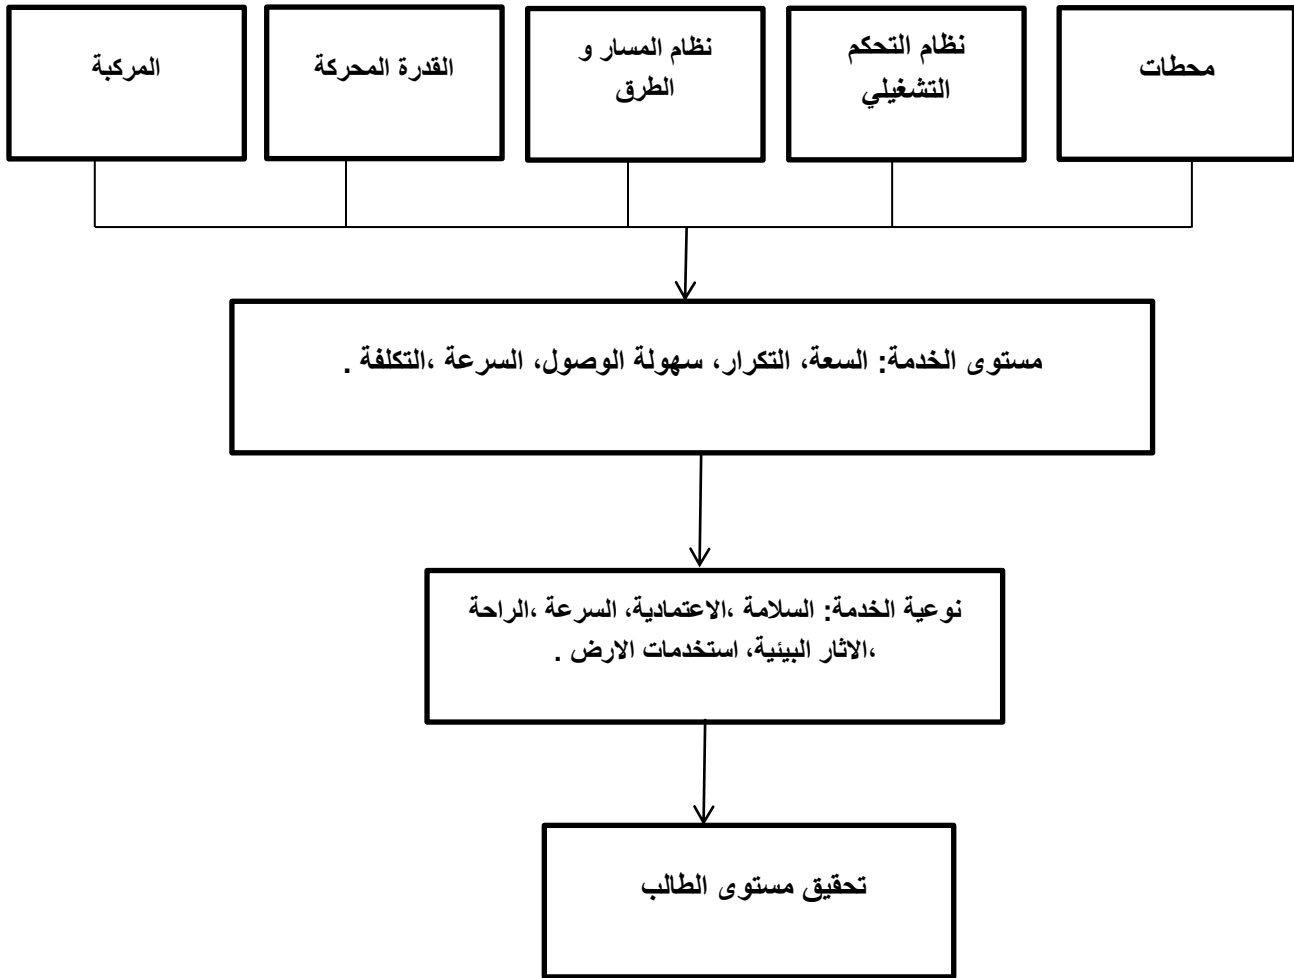 محطات
نظام التحكم
التشغيلي
نظام المسار و
الطرق
القدرة المحركة
المركبة
مستوى الخدمة: السعة، التكرار، سهولة الوصول، السرعة ،التكلفة .
نوعية الخدمة: السلامة ،الاعتمادية، السرعة ،الراحة
،الاثار البيئية، استخدمات الارض .
تحقيق مستوى الطالب